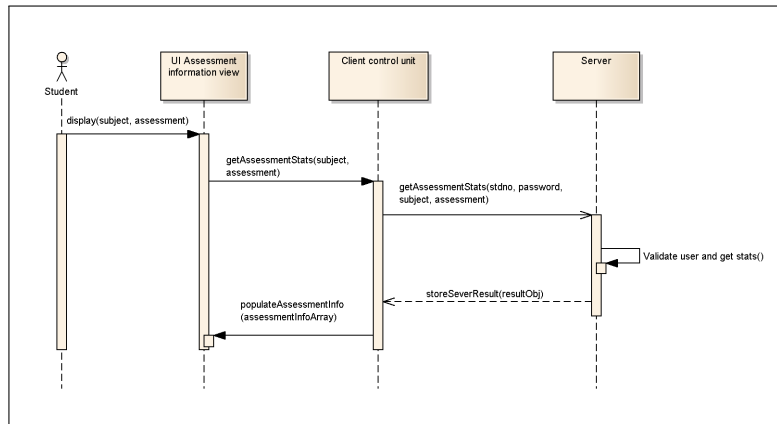 UI Assessment
information view
Client control unit
Server
Student
display(subject, assessment)
getAssessmentStats(subject,
assessment)
getAssessmentStats(stdno, password,
subject, assessment)
Validate user and get stats()
storeSeverResult(resultObj)
populateAssessmentInfo
(assessmentInfoArray)